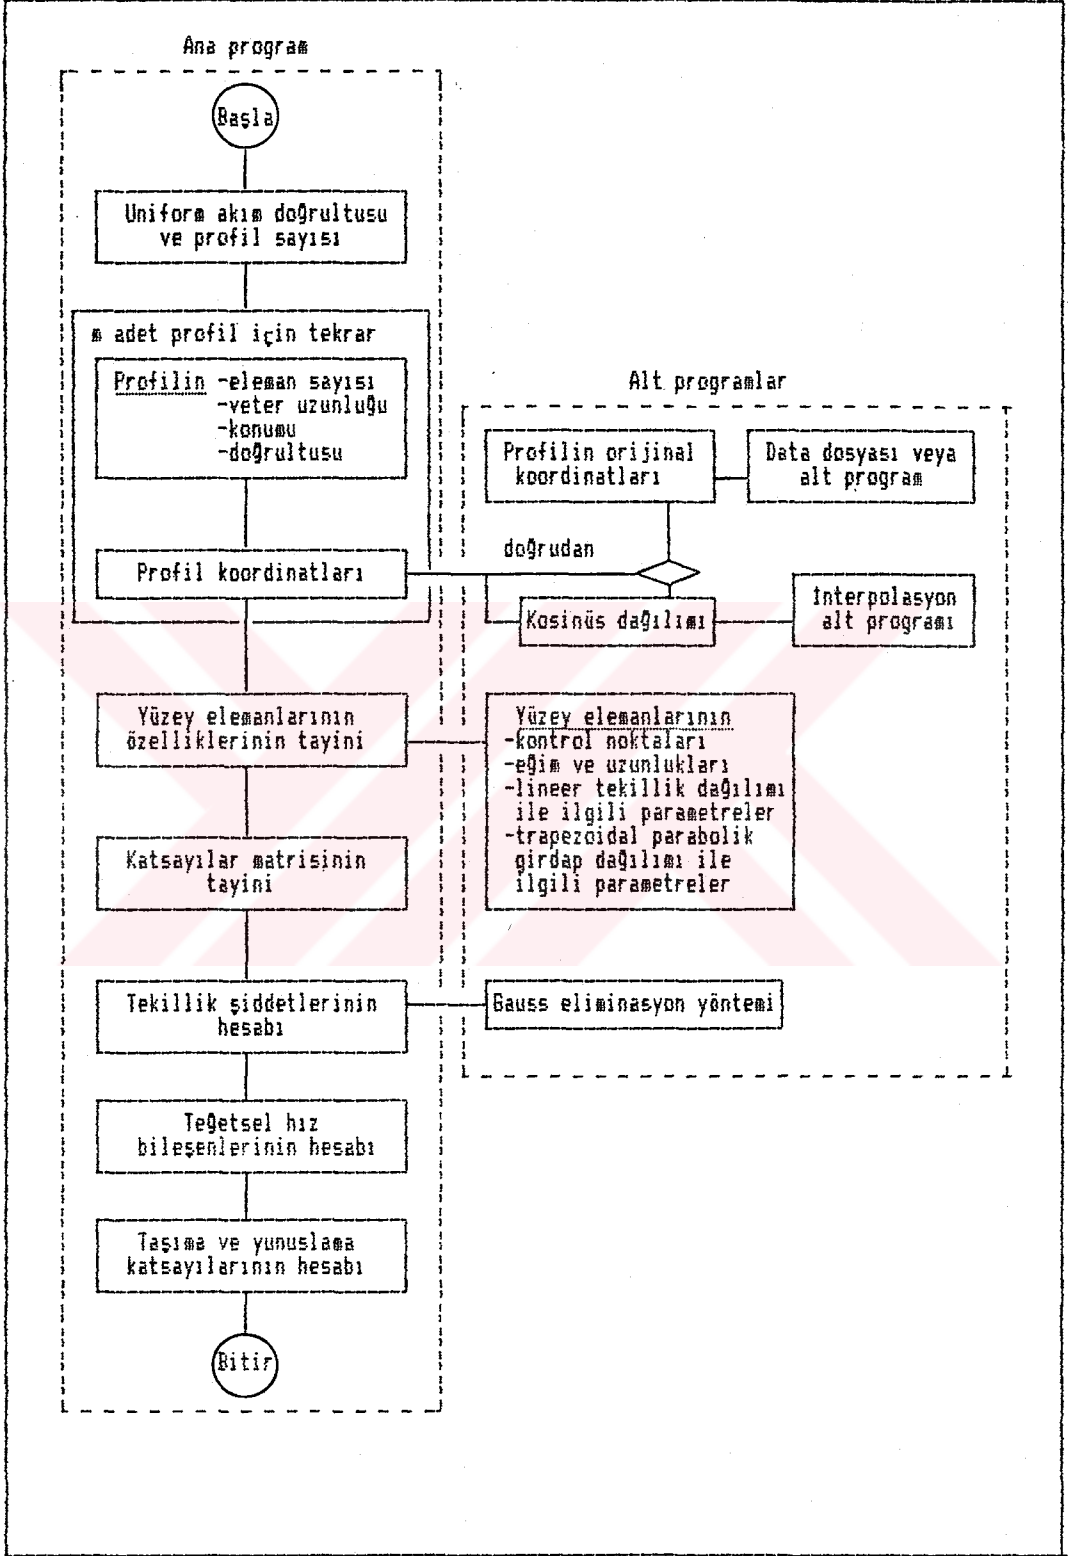 Ana program
Başla
Uniform akım doğrultusu
ve profil sayısı
m adet profil için tekrar
Profilin -eleman sayısı
-veter uzunluğu
-konumu
-doğrultusu
Profil koordinatları
Yüzey elemanlarının
özelliklerinin tayini
Katsayılar matrisinin
tayini
Tekillik şiddetlerinin
hesabı
Teğetsel hız
bileşenlerinin hesabı
Taşıma ve yunuslama
katsayılarının hesabı
Bitir
Alt programlar
Profilin orijinal
koordinatları
Data dosyası veya
alt program
doğrudan
Kosinüs dağılımı
Interpolasyon
alt programı
Yüzey elemanlarının
-kontrol noktaları
-eğim ve uzunlukları
-lineer tekillik dağılımı
ile ilgili parametreler
-trapezoidal parabolik
girdap dağılımı ile
ilgili parametreler
Gauss eliminasyon yöntemi